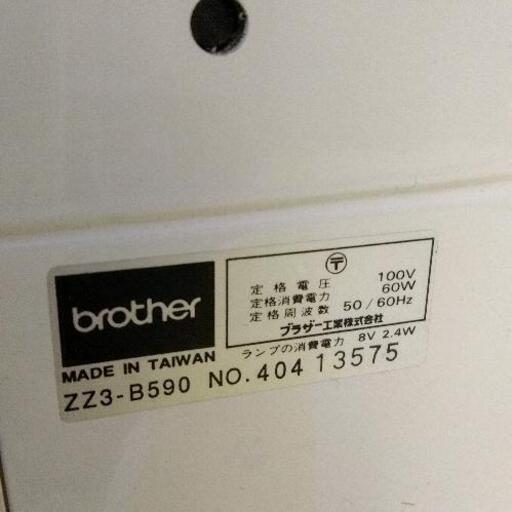 brother
MADE IN TAIWAN
ZZ3-B590 NO. 404 13575
〒
定格電圧 100V
定格消費電力 60W
定格周波数 50/60Hz
ブラザー工業株式会社
ランプの消費電力 8V 2.4W